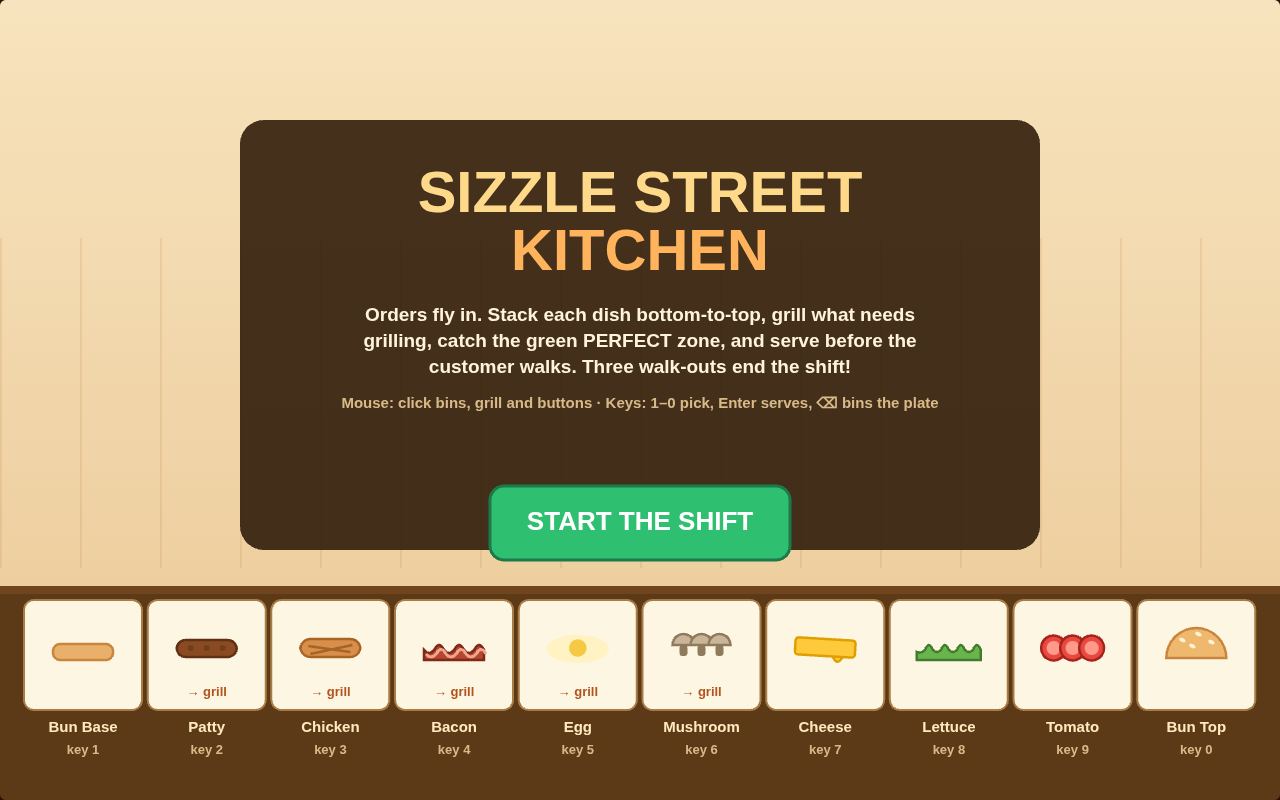 SIZZLE STREET
KITCHEN
Orders fly in. Stack each dish bottom-to-top, grill what needs
grilling, catch the green PERFECT zone, and serve before the
customer walks. Three walk-outs end the shift!
Mouse: click bins, grill and buttons · Keys: 1–0 pick, Enter serves, ⌫ bins the plate
START THE SHIFT
→ grill → grill → grill → grill → grill
Bun Base Patty Chicken Bacon Egg Mushroom Cheese Lettuce Tomato Bun Top
key 1 key 2 key 3 key 4 key 5 key 6 key 7 key 8 key 9 key 0